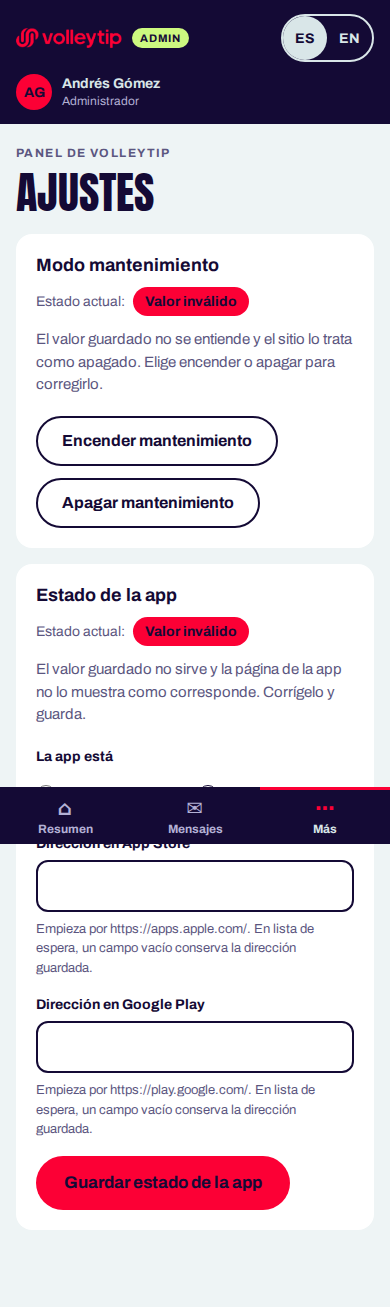 volleytip ADMIN ES EN
AG Andrés Gómez
Administrador
PANEL DE VOLLEYTIP
AJUSTES
Modo mantenimiento
Estado actual: Valor inválido
El valor guardado no se entiende y el sitio lo trata
como apagado. Elige encender o apagar para
corregirlo.
Encender mantenimiento
Apagar mantenimiento
Estado de la app
Estado actual: Valor inválido
El valor guardado no sirve y la página de la app
no lo muestra como corresponde. Corrígelo y
guarda.
La app está
Resumen Mensajes Más
Dirección en App Store
Empieza por https://apps.apple.com/. En lista de
espera, un campo vacío conserva la dirección
guardada.
Dirección en Google Play
Empieza por https://play.google.com/. En lista de
espera, un campo vacío conserva la dirección
guardada.
Guardar estado de la app